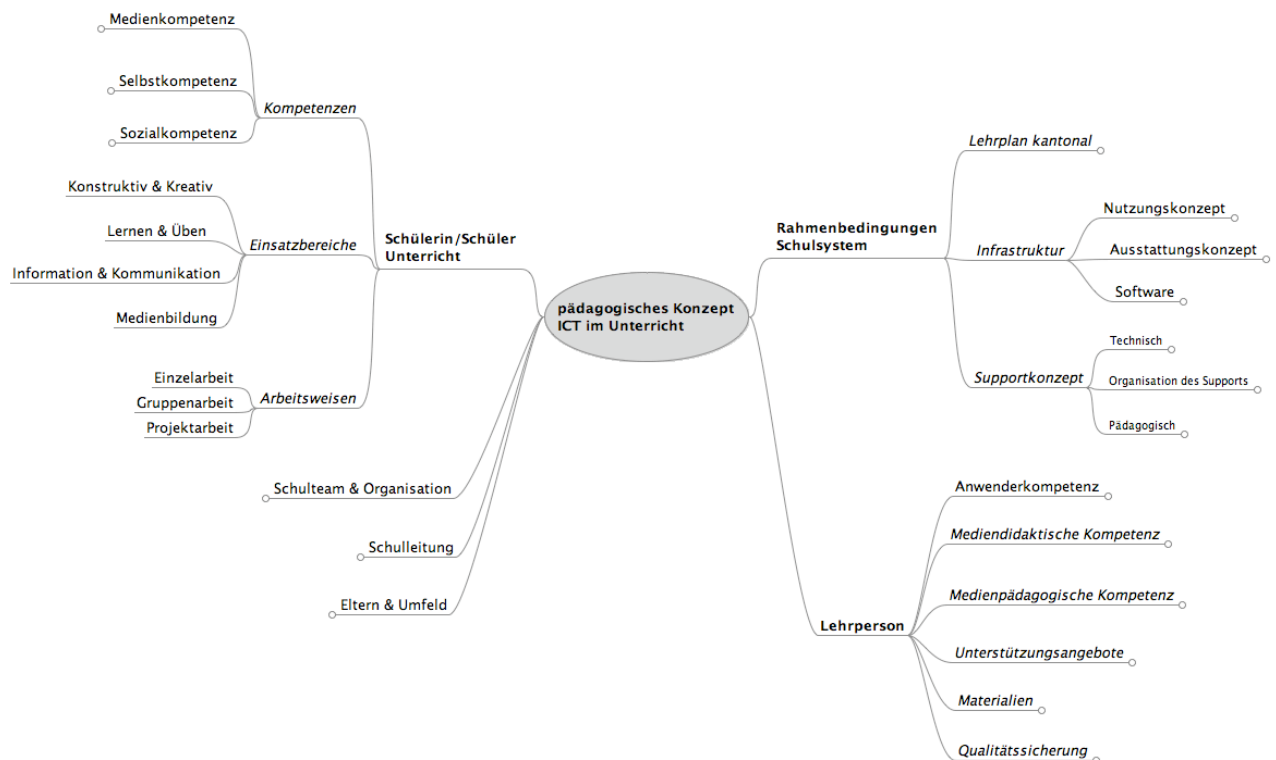 pädagogisches Konzept
ICT im Unterricht
Schülerin/Schüler
Unterricht
Kompetenzen
Medienkompetenz
Selbstkompetenz
Sozialkompetenz
Einsatzbereiche
Konstruktiv & Kreativ
Lernen & Üben
Information & Kommunikation
Medienbildung
Arbeitsweisen
Einzelarbeit
Gruppenarbeit
Projektarbeit
Schulteam & Organisation
Schulleitung
Eltern & Umfeld
Rahmenbedingungen
Schulsystem
Lehrplan kantonal
Infrastruktur
Nutzungskonzept
Ausstattungskonzept
Software
Supportkonzept
Technisch
Organisation des Supports
Pädagogisch
Lehrperson
Anwenderkompetenz
Mediendidaktische Kompetenz
Medienpädagogische Kompetenz
Unterstützungsangebote
Materialien
Qualitätssicherung